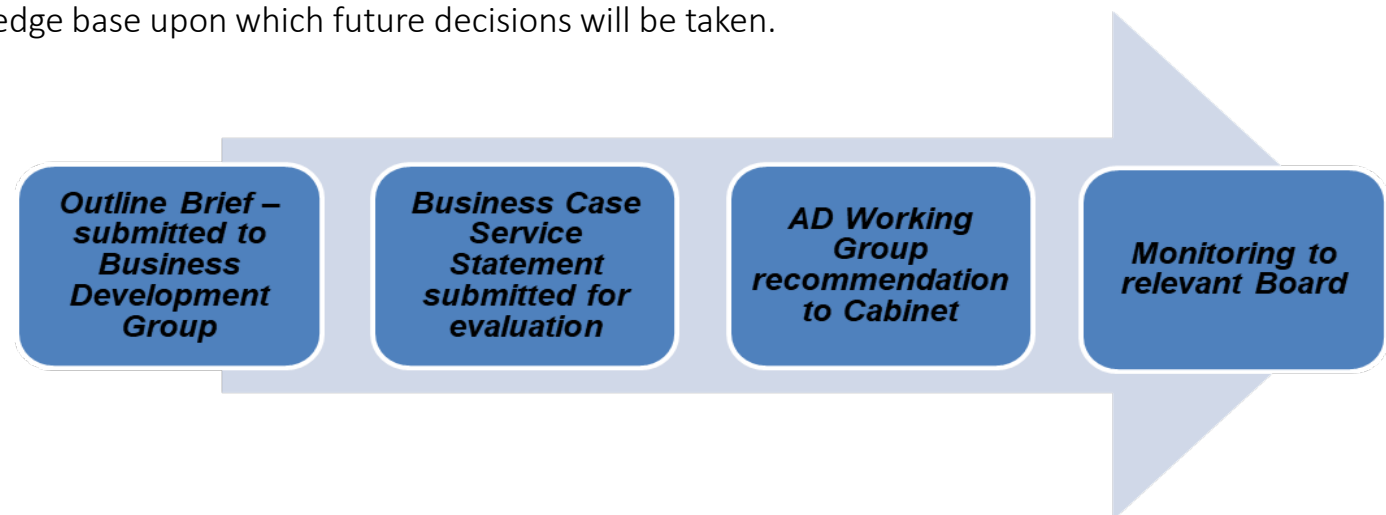 edge base upon which future decisions will be taken.
Outline Brief –
submitted to
Business
Development
Group
Business Case
Service
Statement
submitted for
evaluation
AD Working
Group
recommendation
to Cabinet
Monitoring to
relevant Board